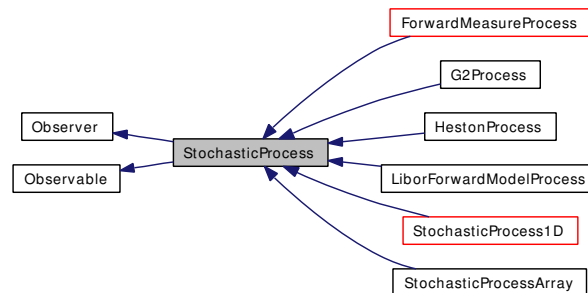 ForwardMeasureProcess
G2Process
Observer
HestonProcess
StochasticProcess
Observable
LiborForwardModelProcess
StochasticProcess1D
StochasticProcessArray